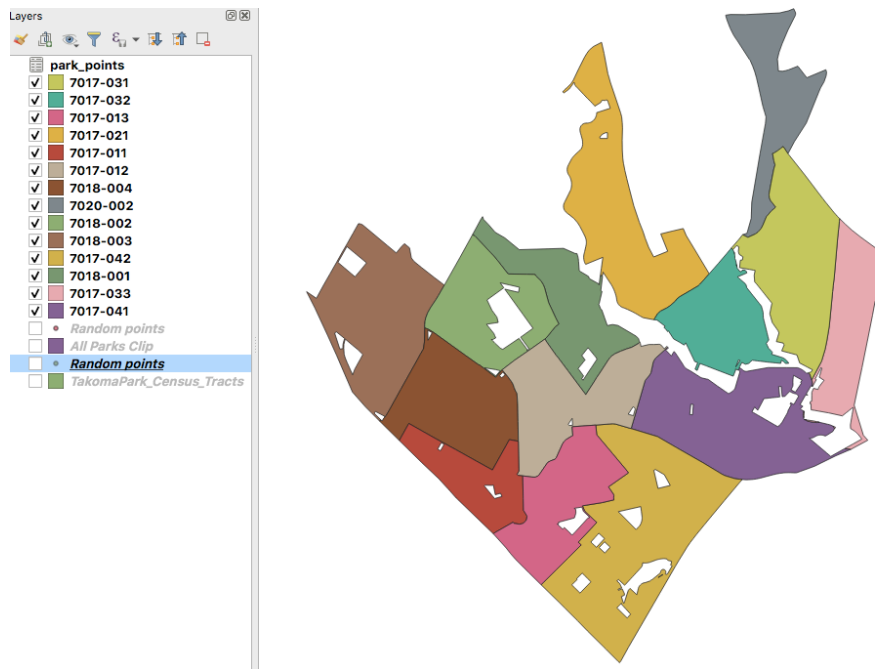 Layers
park_points
7017-031
7017-032
7017-013
7017-021
7017-011
7017-012
7018-004
7020-002
7018-002
7018-003
7017-042
7018-001
7017-033
7017-041
Random points
All Parks Clip
Random points
TakomaPark_Census_Tracts